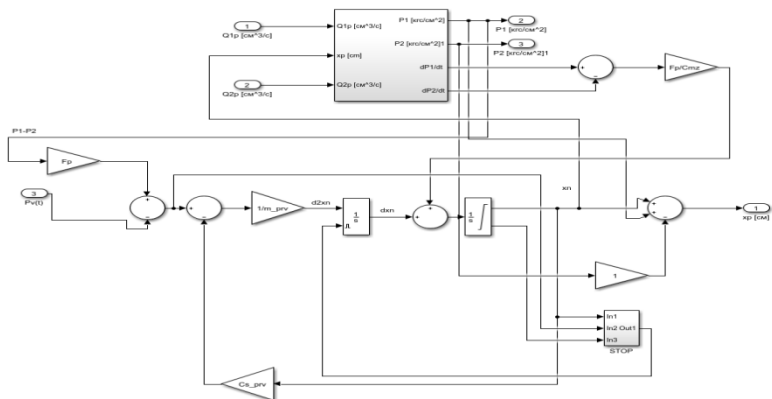 1
Q1p [см^3/с]
Q1p [см^3/с]
P1 [кгс/см^2]
2
P1 [кгс/см^2]
xp [cm]
P2 [кгс/см^2]1
3
P2 [кгс/см^2]1
dP1/dt
Fp/Cmz
2
Q2p [см^3/с]
Q2p [см^3/с]
dP2/dt
P1-P2
Fp
xn
3
Pv(t)
1/m_prv
d2xn
1
s
dxn
1
s
1
xp [см]
1
In1
In2 Out1
In3
STOP
Cs_prv